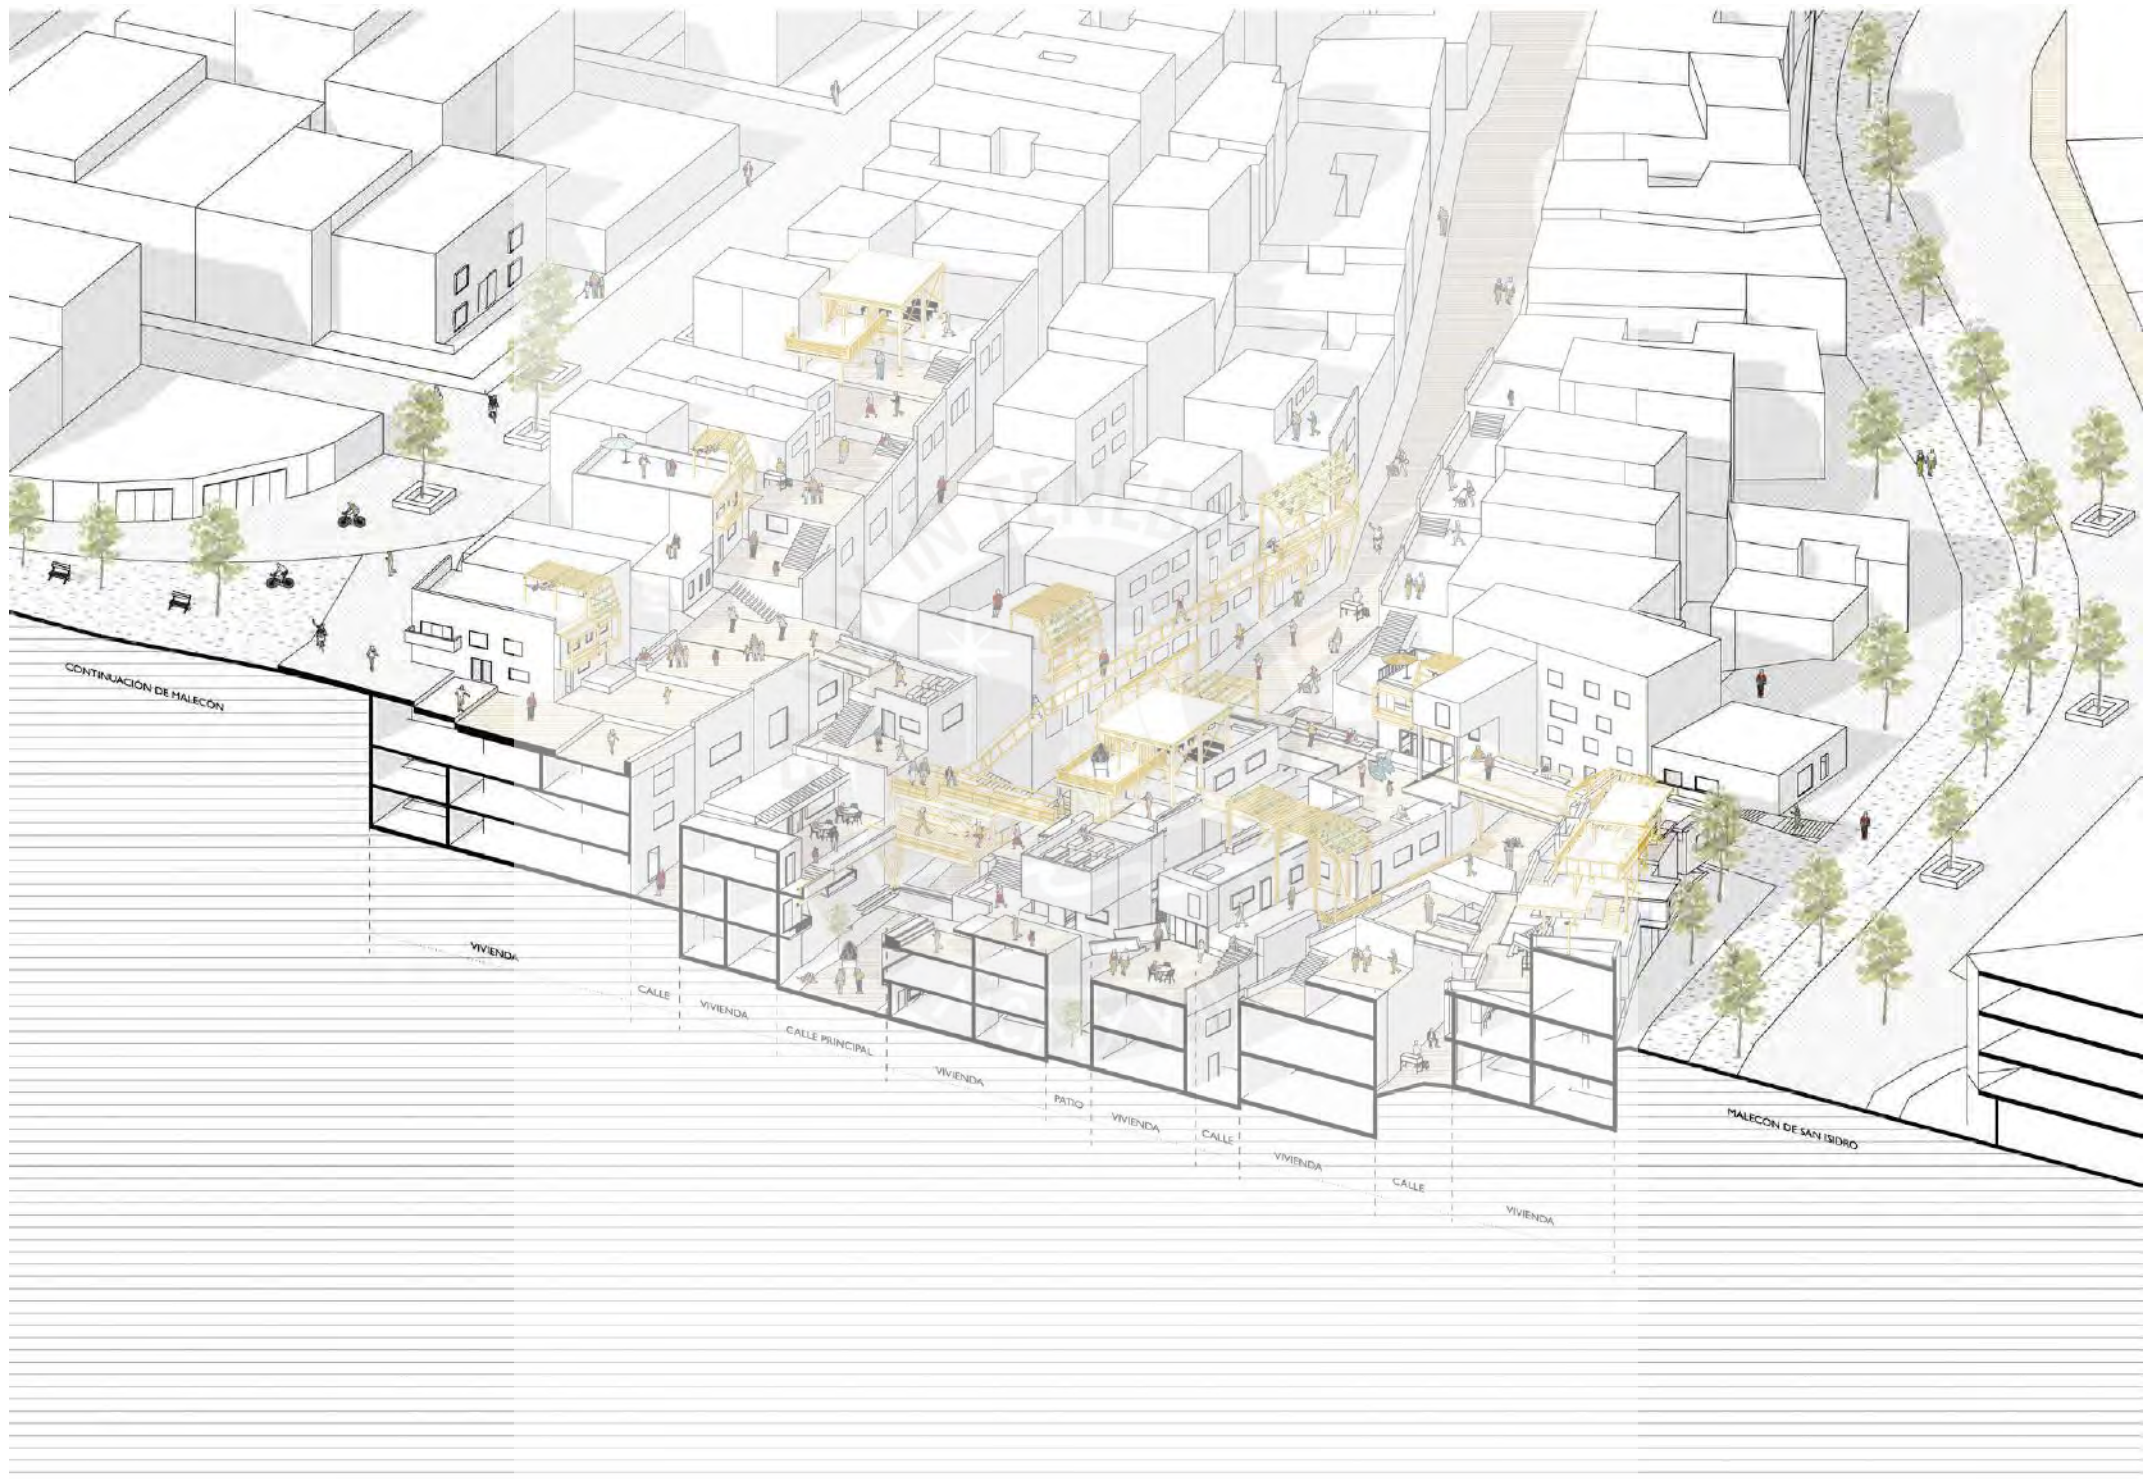 CONTINUACIÓN DE MALECÓN
VIVIENDA
CALLE
VIVIENDA
CALLE PRINCIPAL
VIVIENDA
PATIO
VIVIENDA
CALLE
VIVIENDA
CALLE
VIVIENDA
MALECÓN DE SAN ISIDRO